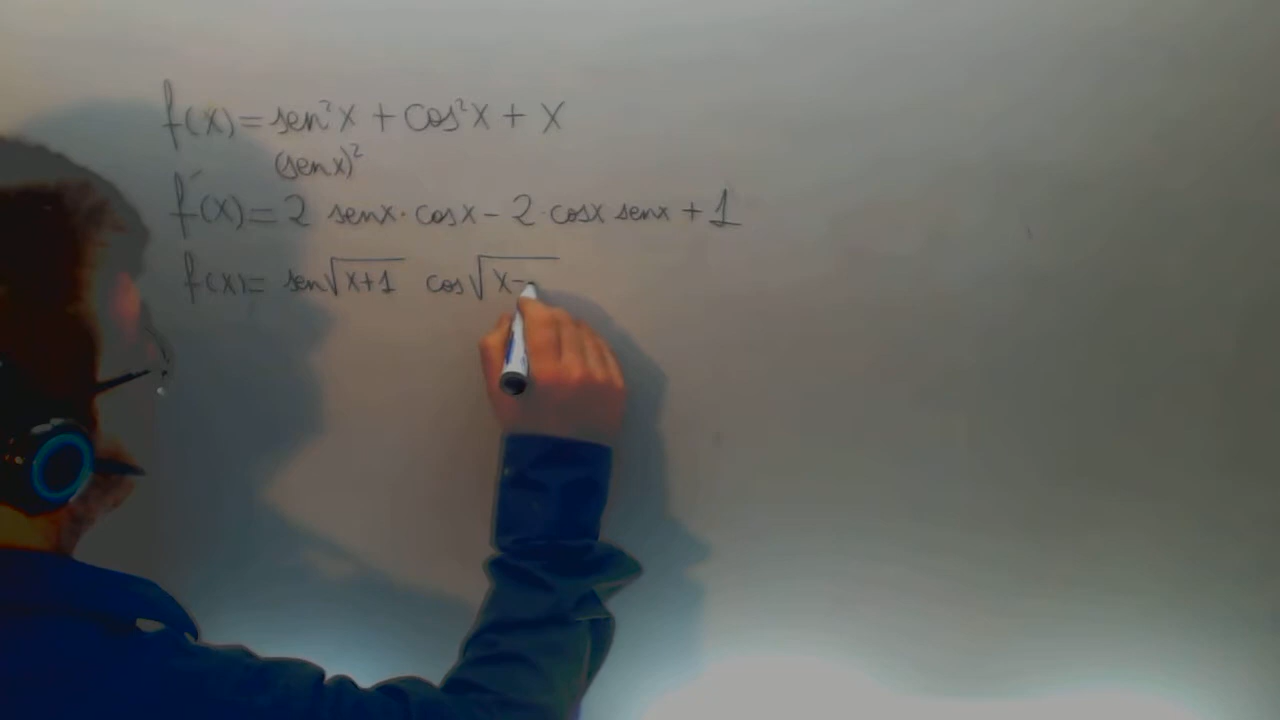 f(x)=sen²x + cos²x + x
(senx)²
f'(x)=2 senx·cosx-2·cosx senx+1
f(x)= sen√x+1 cos√x-